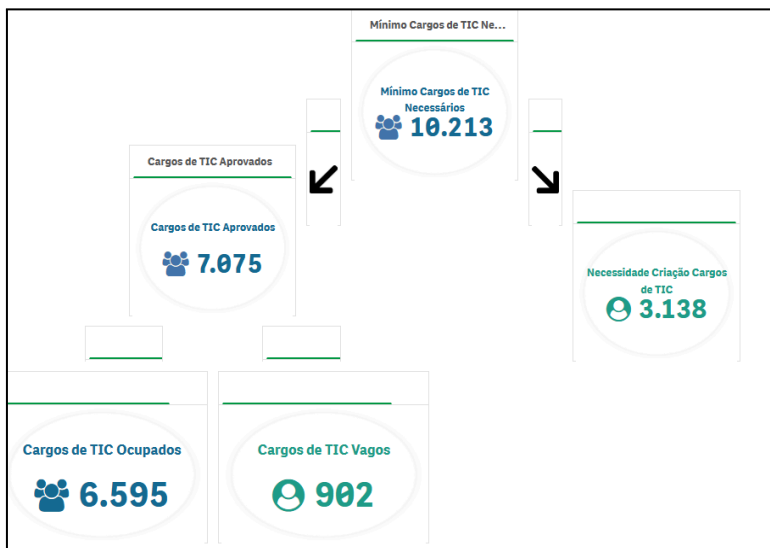 Mínimo Cargos de TIC Ne...
Mínimo Cargos de TIC
Necessários
10.213
Cargos de TIC Aprovados
Cargos de TIC Aprovados
7.075
Necessidade Criação Cargos
de TIC
3.138
Cargos de TIC Ocupados
6.595
Cargos de TIC Vagos
902